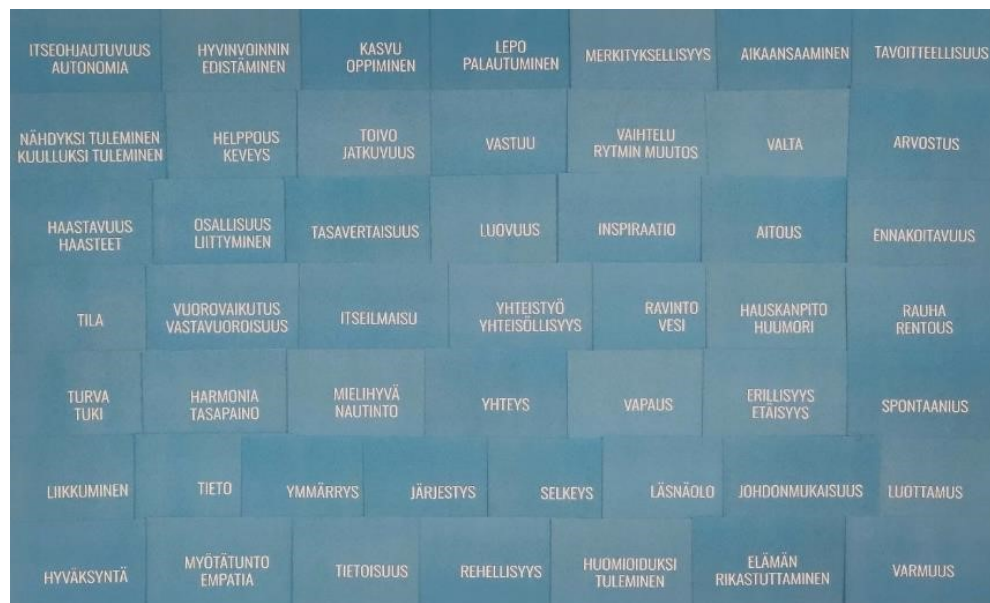 ITSEOHJAUTUVUUS
AUTONOMIA
HYVINVOINNIN
EDISTÄMINEN
KASVU
OPPIMINEN
LEPO
PALAUTUMINEN
MERKITYKSELLISYYS
AIKAANSAAMINEN
TAVOITTEELLISUUS
NÄHDYKSI TULEMINEN
KUULLUKSI TULEMINEN
HELPPOUS
KEVEYS
TOIVO
JATKUVUUS
VASTUU
VAIHTELU
RYTMIN MUUTOS
VALTA
ARVOSTUS
HAASTAVUUS
HAASTEET
OSALLISUUS
LIITTYMINEN
TASAVERTAISUUS
LUOVUUS
INSPIRAATIO
AITOUS
ENNAKOITAVUUS
TILA
VUOROVAIKUTUS
VASTAVUOROISUUS
ITSEILMAISU
YHTEISTYÖ
YHTEISÖLLISYYS
RAVINTO
VESI
HAUSKANPITO
HUUMORI
RAUHA
RENTOUS
TURVA
TUKI
HARMONIA
TASAPAINO
MIELIHYVÄ
NAUTINTO
YHTEYS
VAPAUS
ERILLISYYS
ETÄISYYS
SPONTAANIUS
LIIKKUMINEN
TIETO
YMMÄRRYS
JÄRJESTYS
SELKEYS
LÄSNÄOLO
JOHDONMUKAISUUS
LUOTTAMUS
HYVÄKSYNTÄ
MYÖTÄTUNTO
EMPATIA
TIETOISUUS
REHELLISYYS
HUOMIOIDUKSI
TULEMINEN
ELÄMÄN
RIKASTUTTAMINEN
VARMUUS